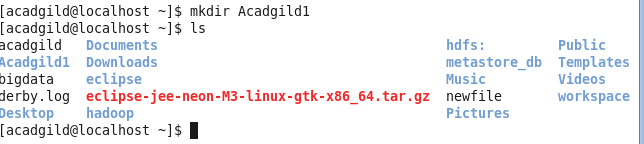 [acadgild@localhost ~]$ mkdir Acadgild1
[acadgild@localhost ~]$ ls
acadgild Documents hdfs: Public
Acadgild1 Downloads metastore_db Templates
bigdata eclipse Music Videos
derby.log eclipse-jee-neon-M3-linux-gtk-x86_64.tar.gz newfile workspace
Desktop hadoop Pictures
[acadgild@localhost ~]$